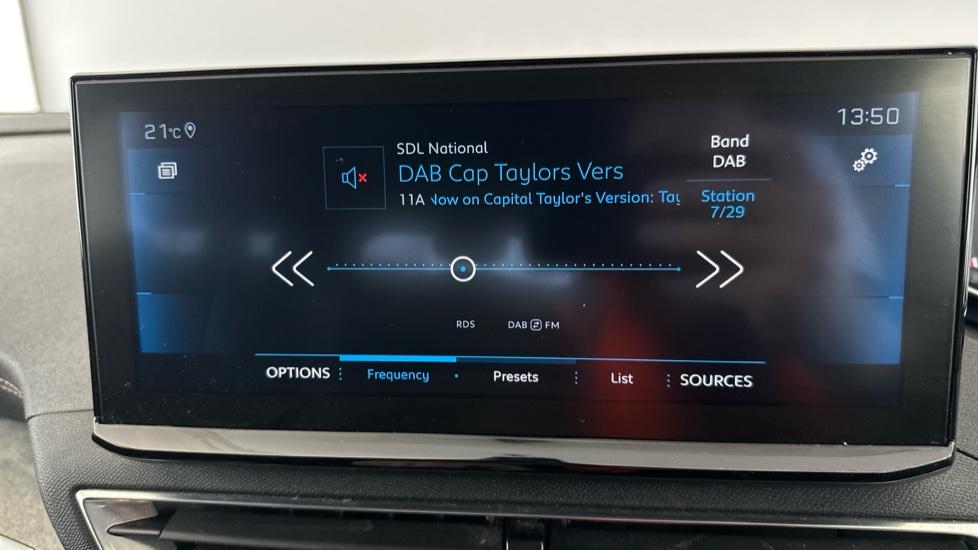 21°C
13:50
SDL National
DAB Cap Taylors Vers
11A Now on Capital Taylor's Version: Tay
Band
DAB
Station
7/29
RDS
DAB FM
OPTIONS
Frequency
Presets
List
SOURCES